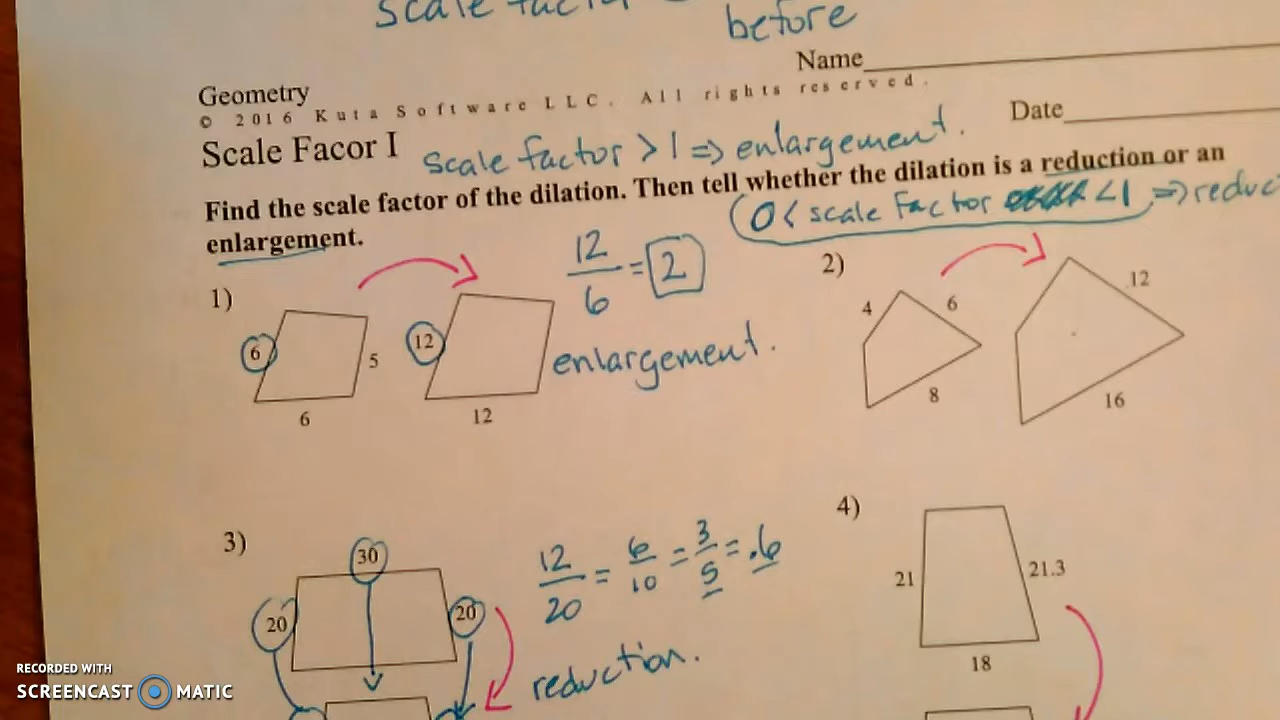 scale factor
before
Name
Geometry
© 2016 Kuta Software LLC. All rights reserved.
Date
Scale Facor I
Scale factor > 1 => enlargement.
Find the scale factor of the dilation. Then tell whether the dilation is a reduction or an
enlargement.
0 < scale Factor < 1 => reduc
1)
6
5
6
12
12
12/6 = 2
enlargement.
2)
4
6
8
12
16
3)
30
20
20
12/20 = 6/10 = 3/5 = .6
reduction.
4)
21
21.3
18
RECORDED WITH
SCREENCAST MATIC